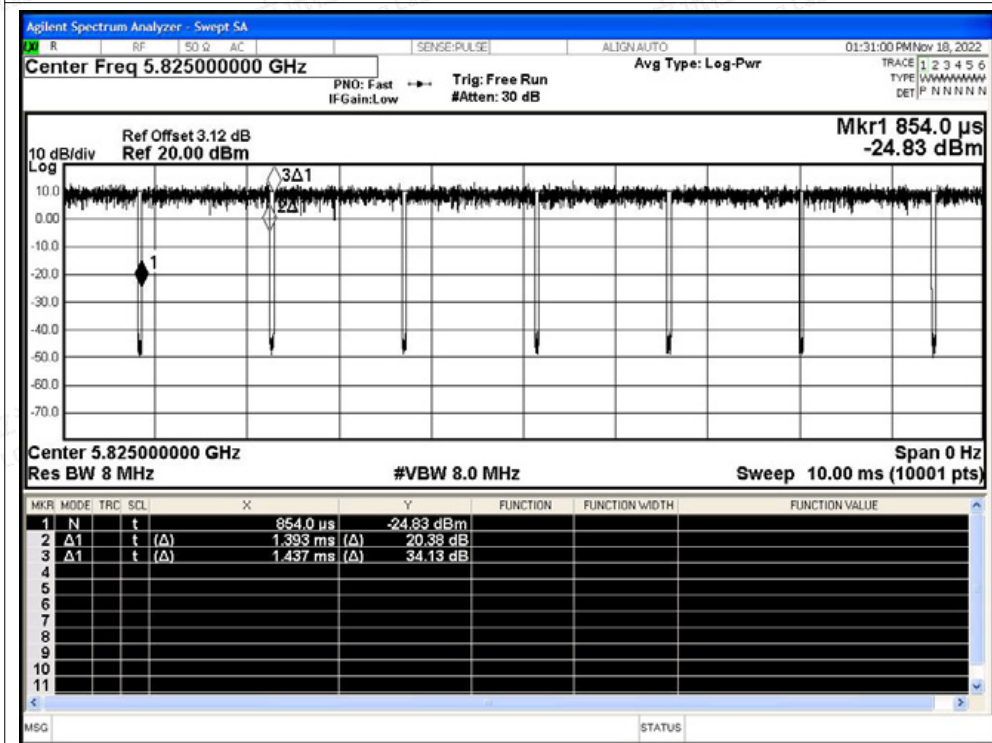 Agilent Spectrum Analyzer - Swept SA
LXI R RF 50 Ω AC SENSE:PULSE ALIGN AUTO 01:31:00 PM Nov 18, 2022
Center Freq 5.825000000 GHz Avg Type: Log-Pwr TRACE 1 2 3 4 5 6
PNO: Fast Trig: Free Run TYPE WWWWWW
IFGain:Low #Atten: 30 dB DET P N N N N N
Mkr1 854.0 µs
-24.83 dBm
Ref Offset 3.12 dB
10 dB/div Ref 20.00 dBm
Log
3Δ1
10.0
2Δ1
0.00
-10.0
1
-20.0
-30.0
-40.0
-50.0
-60.0
-70.0
Center 5.825000000 GHz Span 0 Hz
Res BW 8 MHz #VBW 8.0 MHz Sweep 10.00 ms (10001 pts)
MKR MODE TRC SCL X Y FUNCTION FUNCTION WIDTH FUNCTION VALUE
1 N t 854.0 µs -24.83 dBm
2 Δ1 t (Δ) 1.393 ms (Δ) 20.38 dB
3 Δ1 t (Δ) 1.437 ms (Δ) 34.13 dB
4
5
6
7
8
9
10
11
MSG STATUS